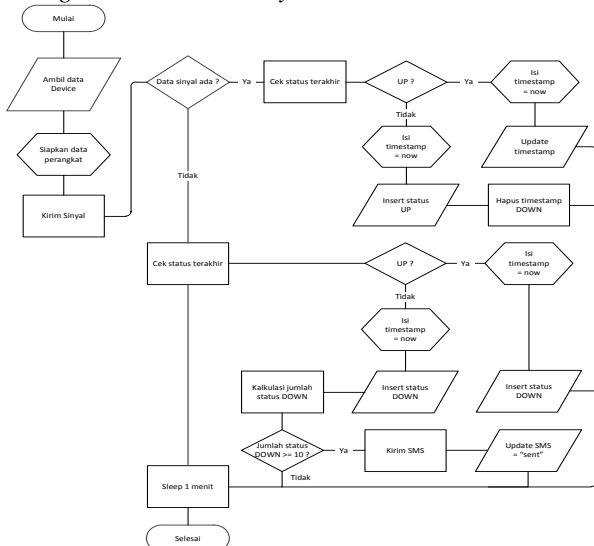 Mulai
Ambil data
Device
Siapkan data
perangkat
Kirim Sinyal
Data sinyal ada ?
Ya
Cek status terakhir
UP ?
Ya
Isi
timestamp
= now
Update
timestamp
Tidak
Isi
timestamp
= now
Insert status
UP
Hapus timestamp
DOWN
Tidak
Cek status terakhir
UP ?
Ya
Isi
timestamp
= now
Insert status
DOWN
Tidak
Isi
timestamp
= now
Insert status
DOWN
Kalkulasi jumlah
status DOWN
Jumlah status
DOWN >= 10 ?
Ya
Kirim SMS
Update SMS
= "sent"
Tidak
Sleep 1 menit
Selesai